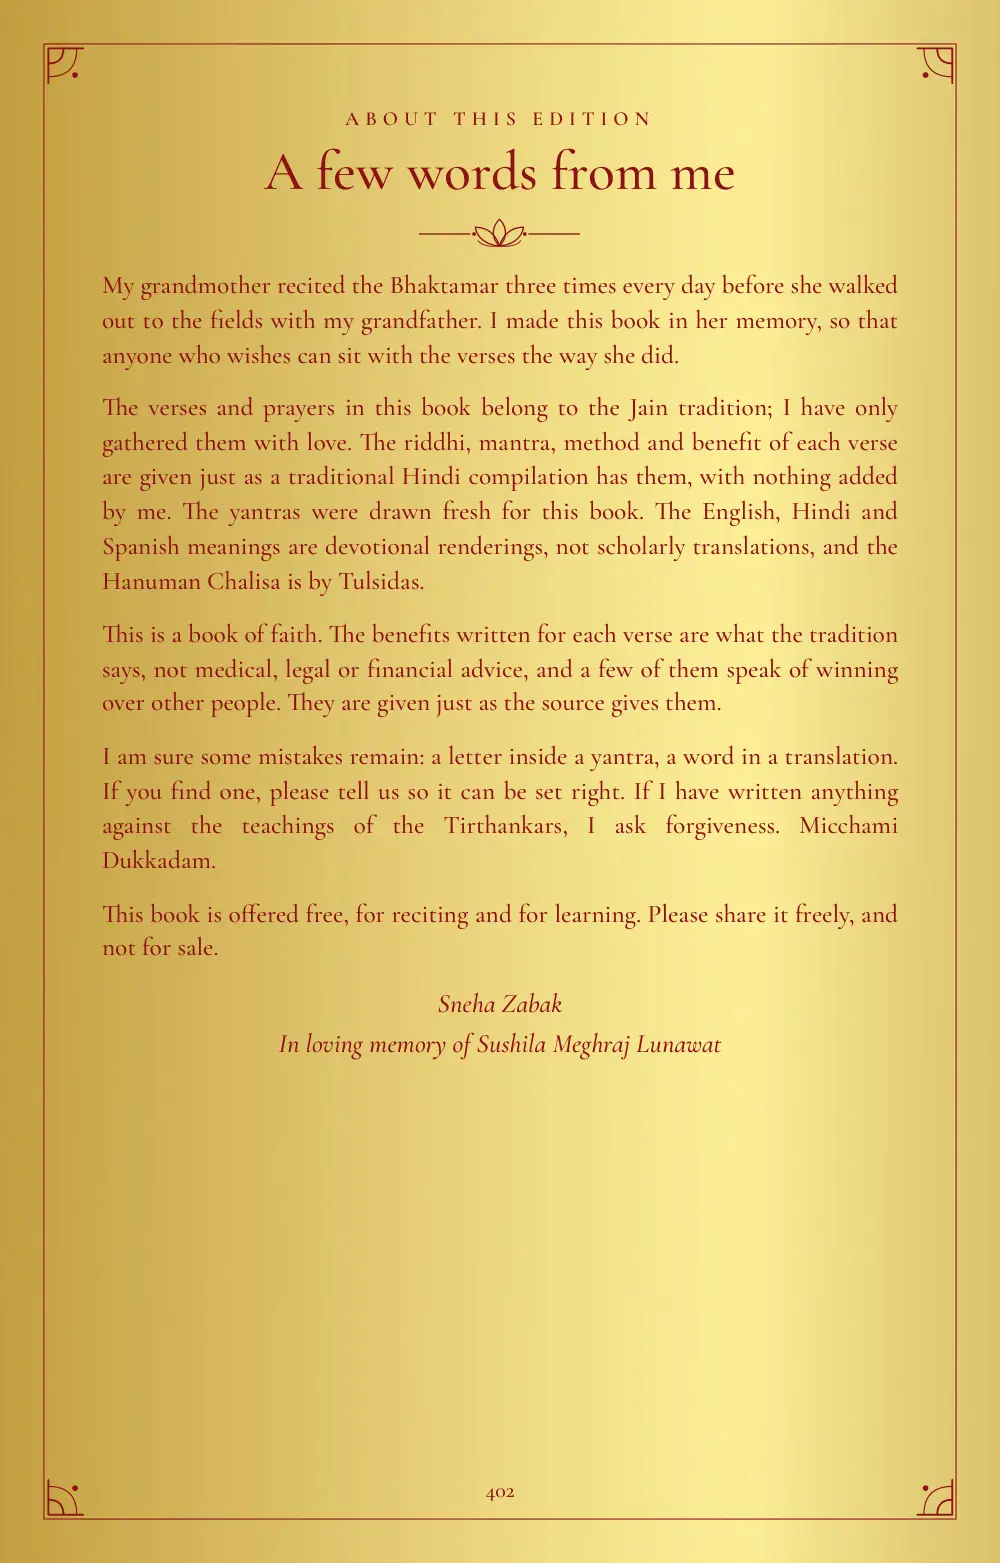 ABOUT THIS EDITION
A few words from me
My grandmother recited the Bhaktamar three times every day before she walked
out to the fields with my grandfather. I made this book in her memory, so that
anyone who wishes can sit with the verses the way she did.
The verses and prayers in this book belong to the Jain tradition; I have only
gathered them with love. The riddhi, mantra, method and benefit of each verse
are given just as a traditional Hindi compilation has them, with nothing added
by me. The yantras were drawn fresh for this book. The English, Hindi and
Spanish meanings are devotional renderings, not scholarly translations, and the
Hanuman Chalisa is by Tulsidas.
This is a book of faith. The benefits written for each verse are what the tradition
says, not medical, legal or financial advice, and a few of them speak of winning
over other people. They are given just as the source gives them.
I am sure some mistakes remain: a letter inside a yantra, a word in a translation.
If you find one, please tell us so it can be set right. If I have written anything
against the teachings of the Tirthankars, I ask forgiveness. Micchami
Dukkadam.
This book is offered free, for reciting and for learning. Please share it freely, and
not for sale.
Sneha Zabak
In loving memory of Sushila Meghraj Lunawat
402